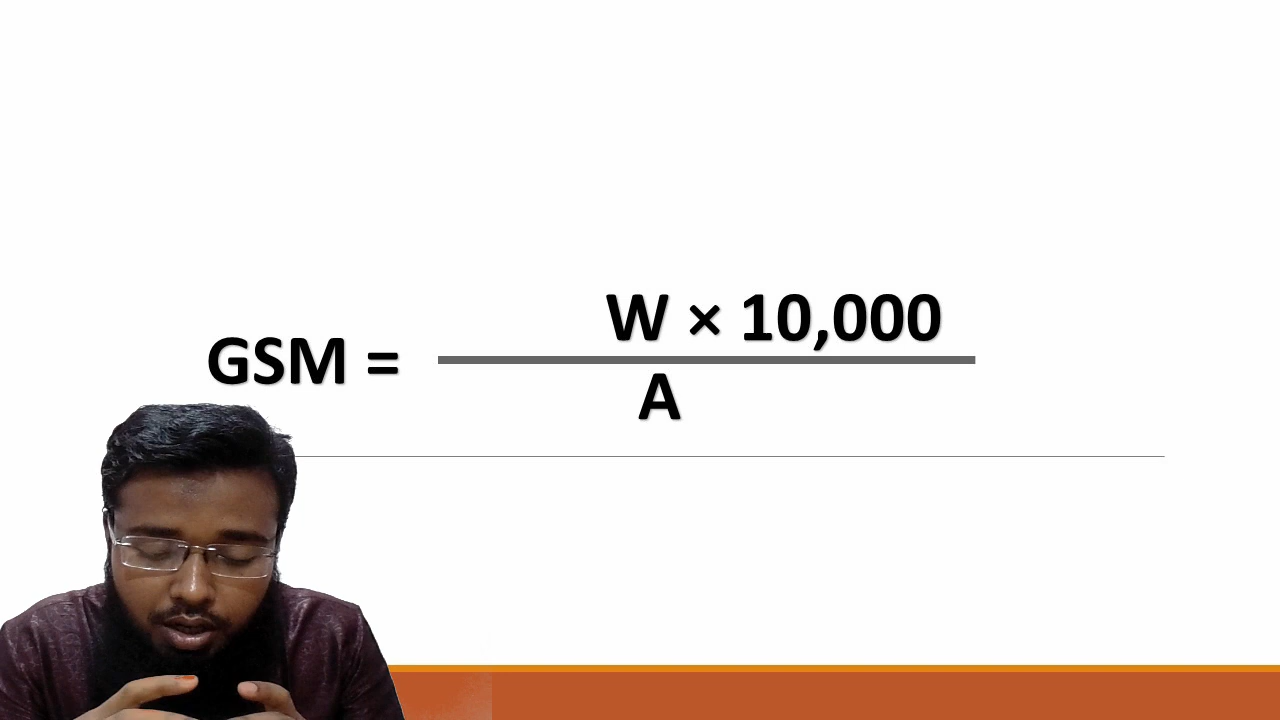 W × 10,000
GSM =
A